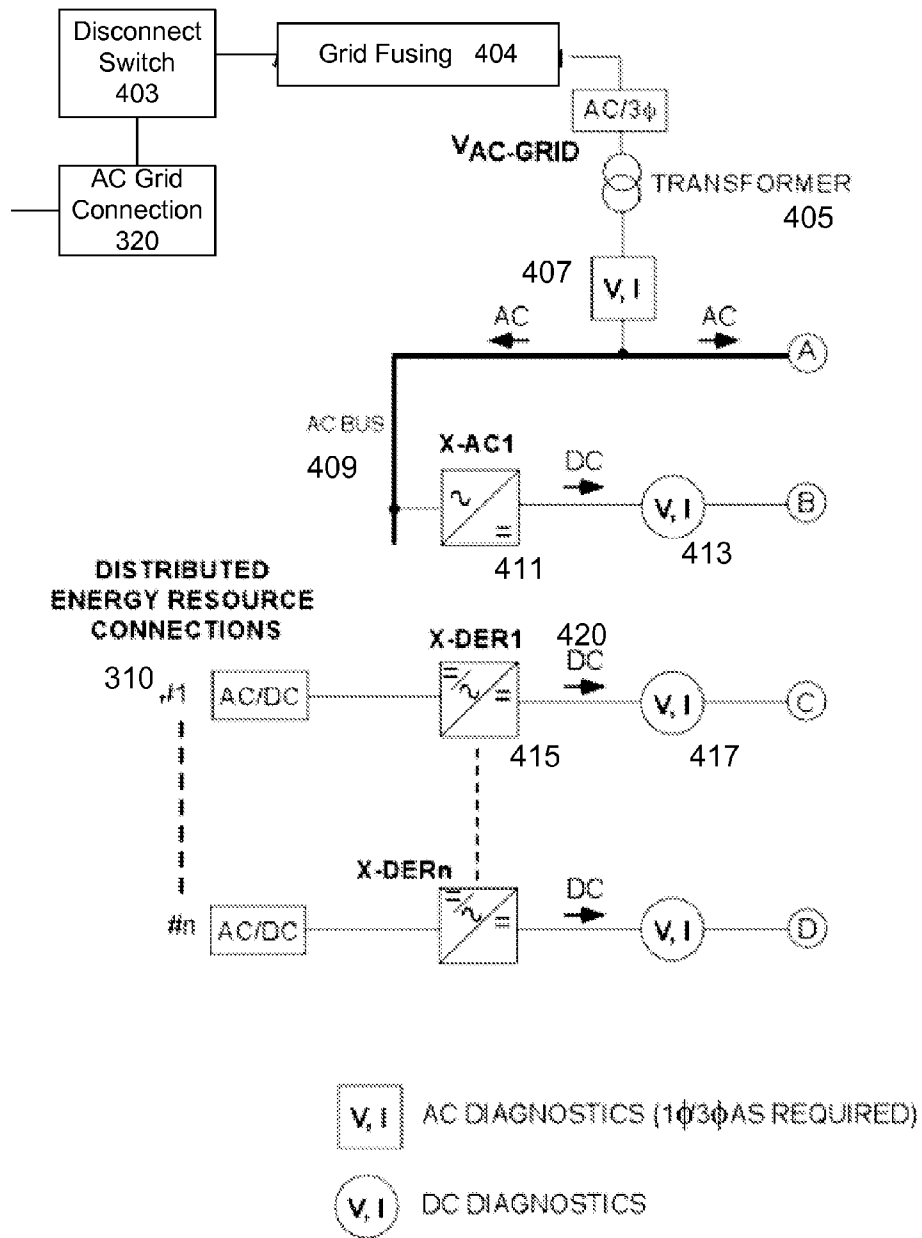 Disconnect
Switch
403
Grid Fusing 404
AC Grid
Connection
320
AC/3ϕ
VAC-GRID
TRANSFORMER
405
407
V, I
AC
AC
A
AC BUS
409
X-AC1
411
DC
V, I
413
B
DISTRIBUTED
ENERGY RESOURCE
CONNECTIONS
310
#1
AC/DC
X-DER1
415
420
DC
V, I
417
C
X-DERn
#n
AC/DC
DC
V, I
D
V, I AC DIAGNOSTICS (1ϕ/3ϕ AS REQUIRED)
V, I DC DIAGNOSTICS